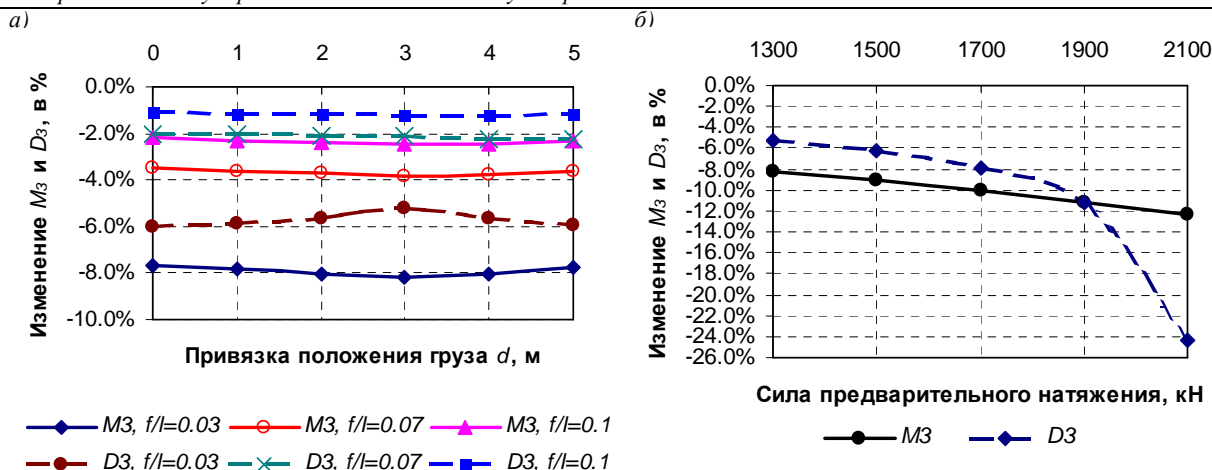 а)
0 1 2 3 4 5
0.0%
-2.0%
-4.0%
-6.0%
-8.0%
-10.0%
Изменение M3 и D3, в %
Привязка положения груза d, м
M3, f/l=0.03 M3, f/l=0.07 M3, f/l=0.1
D3, f/l=0.03 D3, f/l=0.07 D3, f/l=0.1
б)
1300 1500 1700 1900 2100
0.0%
-2.0%
-4.0%
-6.0%
-8.0%
-10.0%
-12.0%
-14.0%
-16.0%
-18.0%
-20.0%
-22.0%
-24.0%
-26.0%
Изменение M3 и D3, в %
Сила предварительного натяжения, кН
M3 D3